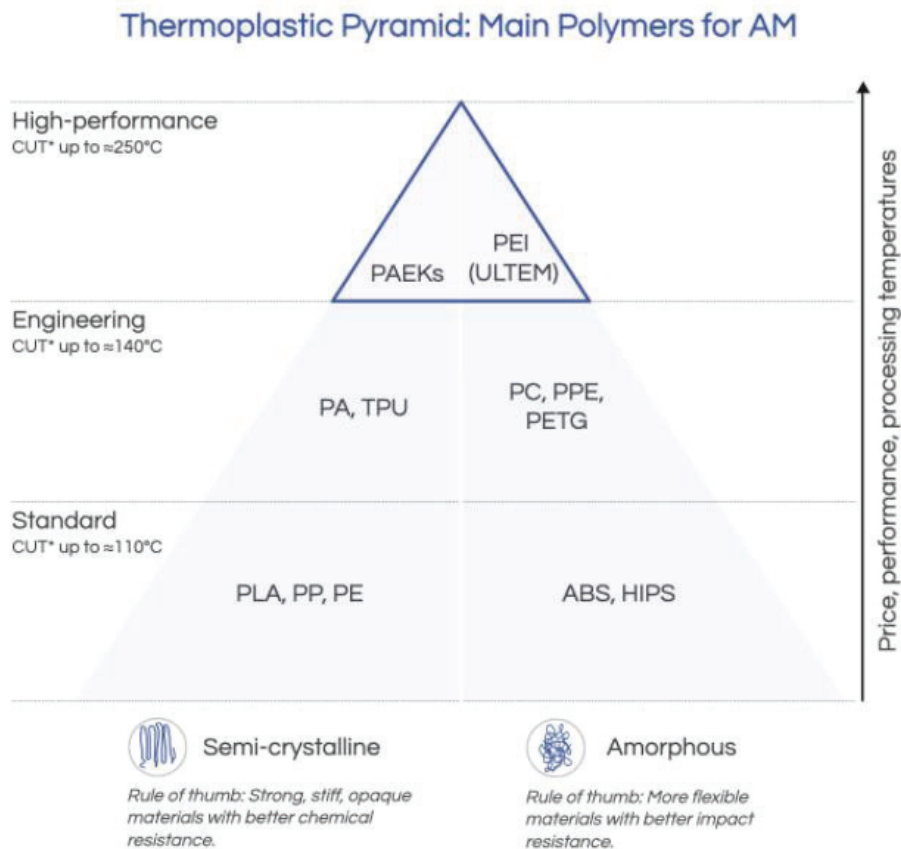 Thermoplastic Pyramid: Main Polymers for AM
High-performance
CUT* up to ≈250°C
PEI
PAEKs
(ULTEM)
Engineering
CUT* up to ≈140°C
PA, TPU
PC, PPE,
PETG
Standard
CUT* up to ≈110°C
PLA, PP, PE
ABS, HIPS
Price, performance, processing temperatures
Semi-crystalline
Rule of thumb: Strong, stiff, opaque
materials with better chemical
resistance.
Amorphous
Rule of thumb: More flexible
materials with better impact
resistance.